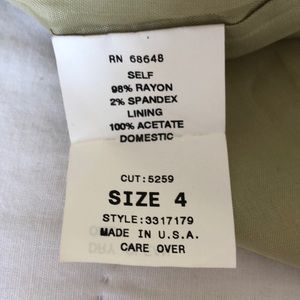 RN 68648
SELF
98% RAYON
2% SPANDEX
LINING
100% ACETATE
DOMESTIC
CUT:5259
SIZE 4
STYLE:3317179
MADE IN U.S.A.
CARE OVER